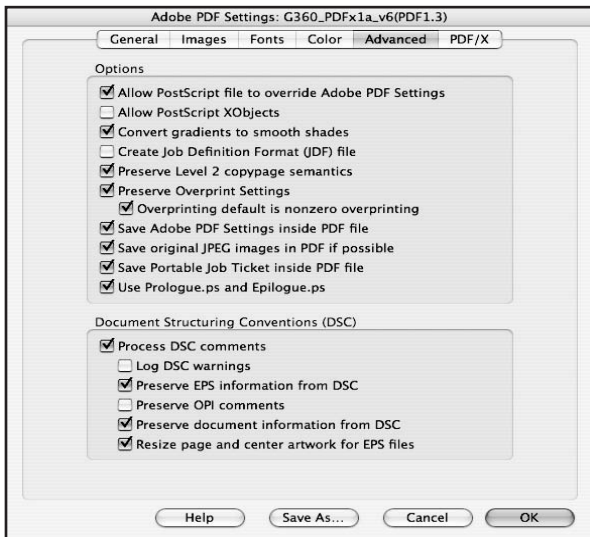 Adobe PDF Settings: G360_PDFx1a_v6(PDF1.3)
General Images Fonts Color Advanced PDF/X
Options
Allow PostScript file to override Adobe PDF Settings
Allow PostScript XObjects
Convert gradients to smooth shades
Create Job Definition Format (JDF) file
Preserve Level 2 copypage semantics
Preserve Overprint Settings
Overprinting default is nonzero overprinting
Save Adobe PDF Settings inside PDF file
Save original JPEG images in PDF if possible
Save Portable Job Ticket inside PDF file
Use Prologue.ps and Epilogue.ps
Document Structuring Conventions (DSC)
Process DSC comments
Log DSC warnings
Preserve EPS information from DSC
Preserve OPI comments
Preserve document information from DSC
Resize page and center artwork for EPS files
Help Save As... Cancel OK